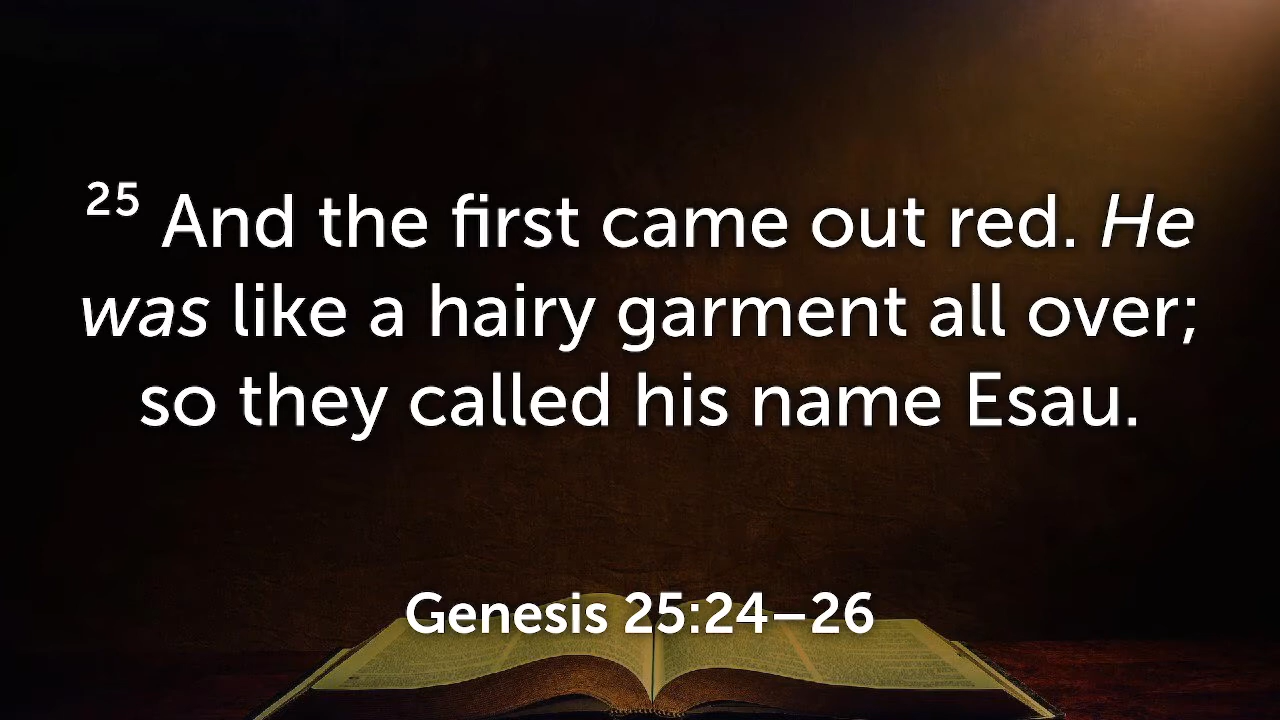 25 And the first came out red. He
was like a hairy garment all over;
so they called his name Esau.
Genesis 25:24–26